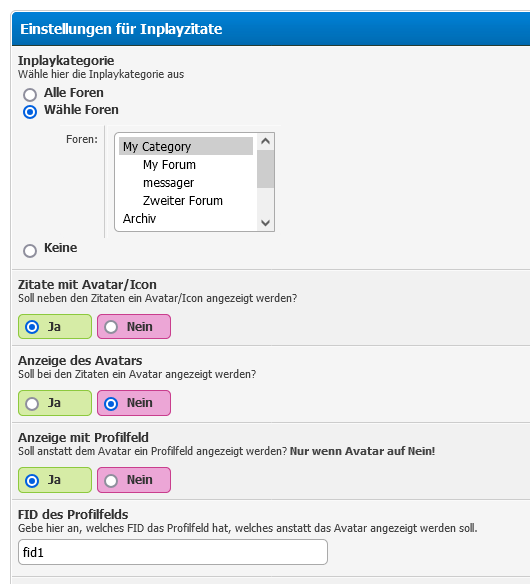 Einstellungen für Inplayzitate
Inplaykategorie
Wähle hier die Inplaykategorie aus
Alle Foren
Wähle Foren
Foren:
My Category
My Forum
messager
Zweiter Forum
Archiv
Keine
Zitate mit Avatar/Icon
Soll neben den Zitaten ein Avatar/Icon angezeigt werden?
Ja Nein
Anzeige des Avatars
Soll bei den Zitaten ein Avatar angezeigt werden?
Ja Nein
Anzeige mit Profilfeld
Soll anstatt dem Avatar ein Profilfeld angezeigt werden? Nur wenn Avatar auf Nein!
Ja Nein
FID des Profilfelds
Gebe hier an, welches FID das Profilfeld hat, welches anstatt das Avatar angezeigt werden soll.
fid1